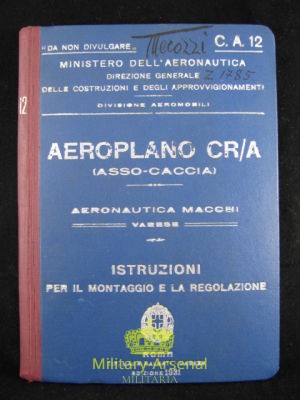 "DA NON DIVULGARE"
C. A. 12
MINISTERO DELL'AERONAUTICA
DIREZIONE GENERALE
Z 1785
DELLE COSTRUZIONI E DEGLI APPROVVIGIONAMENTI
DIVISIONE AEROMOBILI
12
AEROPLANO CR/A
(ASSO-CACCIA)
AERONAUTICA MACCHI
VARESE
ISTRUZIONI
PER IL MONTAGGIO E LA REGOLAZIONE
ROMA
Military Arsenal
MILITARIA
EDIZIONE 1931